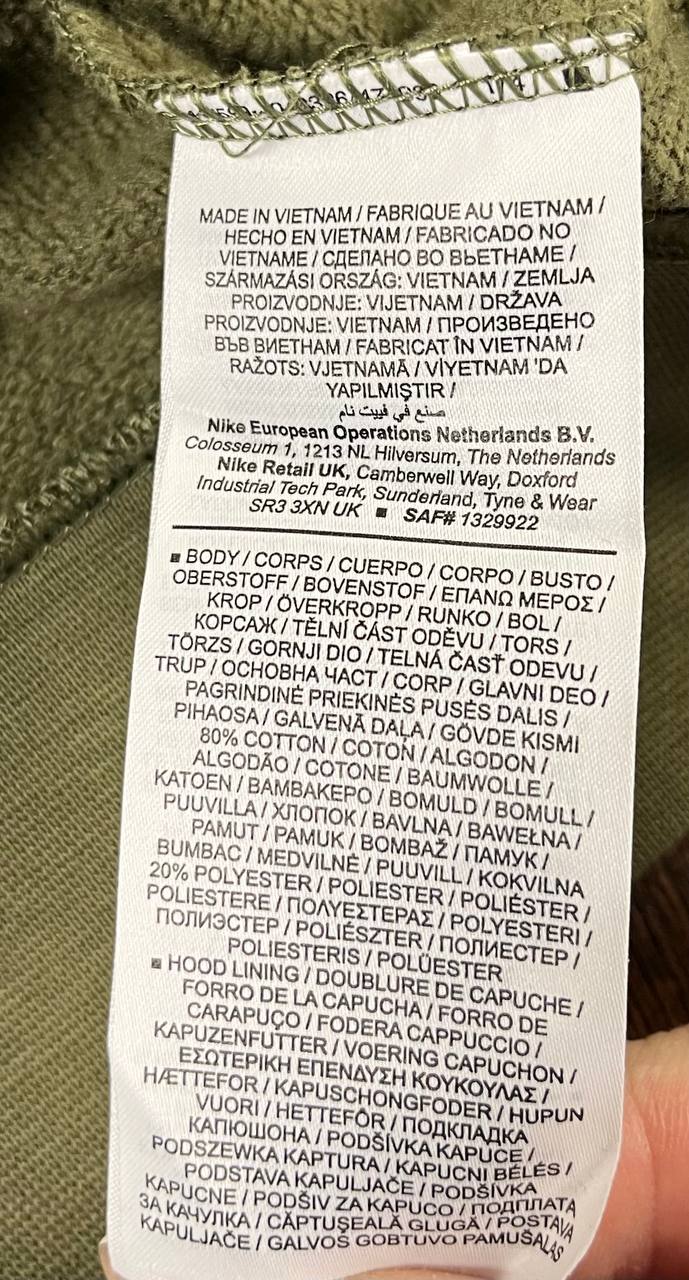 MADE IN VIETNAM / FABRIQUE AU VIETNAM /
HECHO EN VIETNAM / FABRICADO NO
VIETNAME / СДЕЛАНО ВО ВЬЕТНАМЕ /
SZÁRMAZÁSI ORSZÁG: VIETNAM / ZEMLJA
PROIZVODNJE: VIJETNAM / DRŽAVA
PROIZVODNJE: VIETNAM / ПРОИЗВЕДЕНО
ВЪВ ВИЕТНАМ / FABRICAT ÎN VIETNAM /
RAŽOTS: VJETNAMĀ / VİYETNAM 'DA
YAPILMIŞTIR /
صنع في فييت نام
Nike European Operations Netherlands B.V.
Colosseum 1, 1213 NL Hilversum, The Netherlands
Nike Retail UK, Camberwell Way, Doxford
Industrial Tech Park, Sunderland, Tyne & Wear
SR3 3XN UK ■ SAF# 1329922
■ BODY / CORPS / CUERPO / CORPO / BUSTO /
OBERSTOFF / BOVENSTOF / ΕΠΑΝΩ ΜΕΡΟΣ /
KROP / ÖVERKROPP / RUNKO / BOL /
КОРСАЖ / TĚLNÍ ČÁST ODĚVU / TORS /
TÖRZS / GORNJI DIO / TELNÁ ČASŤ ODEVU /
TRUP / ОСНОВНА ЧАСТ / CORP / GLAVNI DEO /
PAGRINDINĖ PRIEKINĖS PUSĖS DALIS /
PIHAOSA / GALVENĀ DAĻA / GÖVDE KISMI
80% COTTON / COTON / ALGODON /
ALGODÃO / COTONE / BAUMWOLLE /
KATOEN / ΒΑΜΒΑΚΕΡΟ / BOMULD / BOMULL /
PUUVILLA / ХЛОПОК / BAVLNA / BAWEŁNA /
PAMUT / PAMUK / BOMBAŽ / ПАМУК /
BUMBAC / MEDVILNĖ / PUUVILL / KOKVILNA
20% POLYESTER / POLIESTER / POLIÉSTER /
POLIESTERE / ΠΟΛΥΕΣΤΕΡΑΣ / POLYESTERI /
ПОЛИЭСТЕР / POLIÉSZTER / ПОЛИЕСТЕР /
POLIESTERIS / POLÜESTER
■ HOOD LINING / DOUBLURE DE CAPUCHE /
FORRO DE LA CAPUCHA / FORRO DE
CARAPUÇO / FODERA CAPPUCCIO /
KAPUZENFUTTER / VOERING CAPUCHON /
ΕΣΩΤΕΡΙΚΗ ΕΠΕΝΔΥΣΗ ΚΟΥΚΟΥΛΑΣ /
HÆTTEFOR / KAPUSCHONGFODER / HUPUN
VUORI / HETTEFÔR / ПОДКЛАДКА
КАПЮШОНА / PODŠÍVKA KAPUCE /
PODSZEWKA KAPTURA / KAPUCNI BÉLÉS /
PODSTAVA KAPULJAČE / PODŠÍVKA
KAPUCNE / PODŠIV ZA KAPUCO / ПОДПЛАТА
ЗА КАЧУЛКА / CĂPTUŞEALĂ GLUGĂ / POSTAVA
KAPULJAČE / GALVOS GOBTUVO PAMUŠALAS